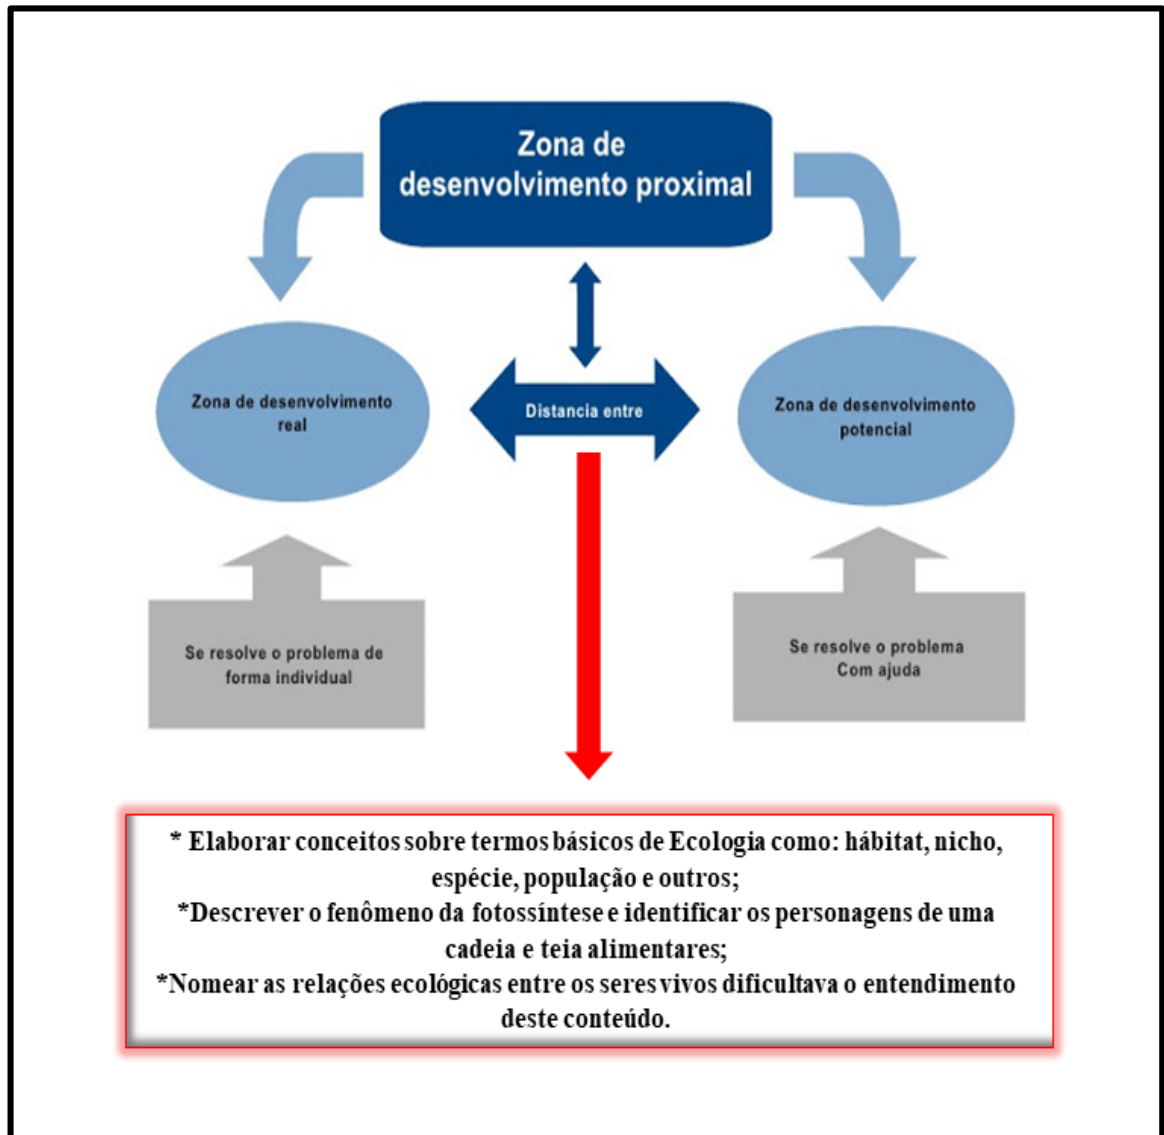 Zona de
desenvolvimento proximal
Zona de desenvolvimento
real
Distancia entre
Zona de desenvolvimento
potencial
Se resolve o problema de
forma individual
Se resolve o problema
Com ajuda
* Elaborar conceitos sobre termos básicos de Ecologia como: hábitat, nicho,
espécie, população e outros;
*Descrever o fenômeno da fotossíntese e identificar os personagens de uma
cadeia e teia alimentares;
*Nomear as relações ecológicas entre os seres vivos dificultava o entendimento
deste conteúdo.